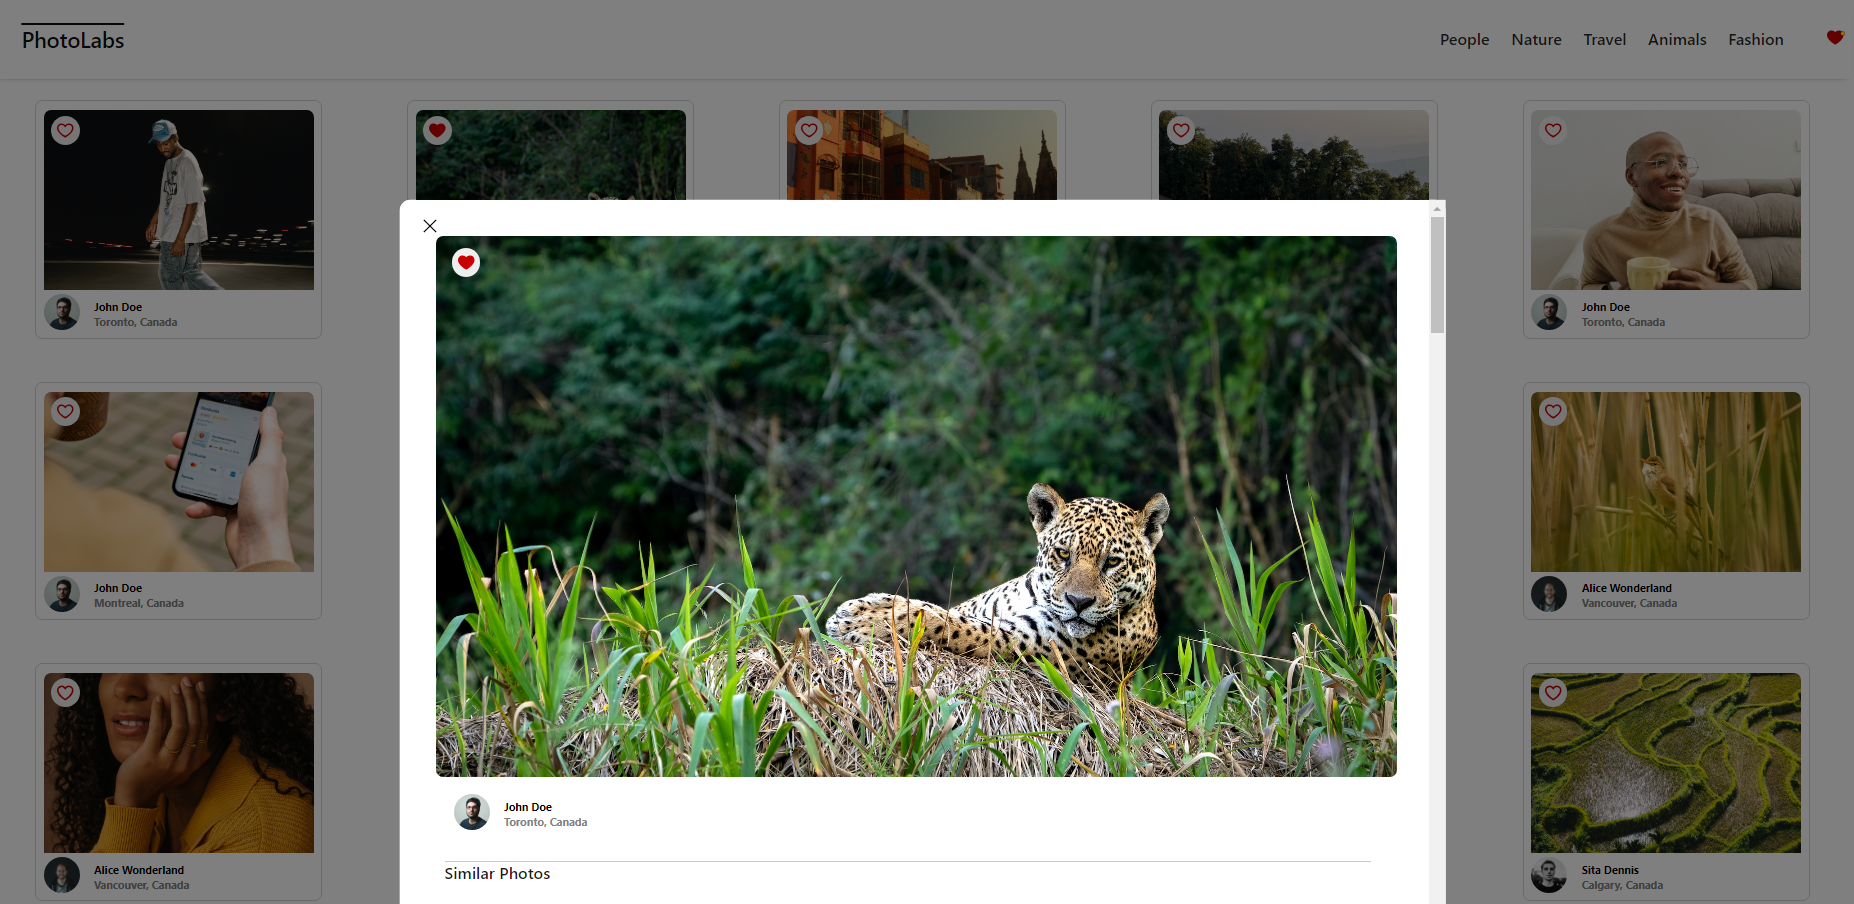 PhotoLabs
People Nature Travel Animals Fashion
John Doe
Toronto, Canada
John Doe
Toronto, Canada
John Doe
Montreal, Canada
Alice Wonderland
Vancouver, Canada
Alice Wonderland
Vancouver, Canada
Sita Dennis
Calgary, Canada
John Doe
Toronto, Canada
Similar Photos